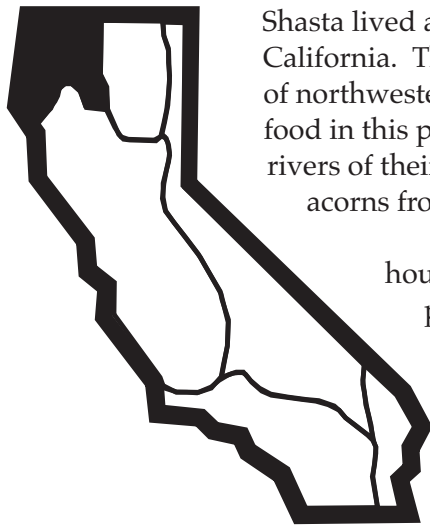 Shasta lived a
California. T
of northweste
food in this p
rivers of thei
acorns fro
hou